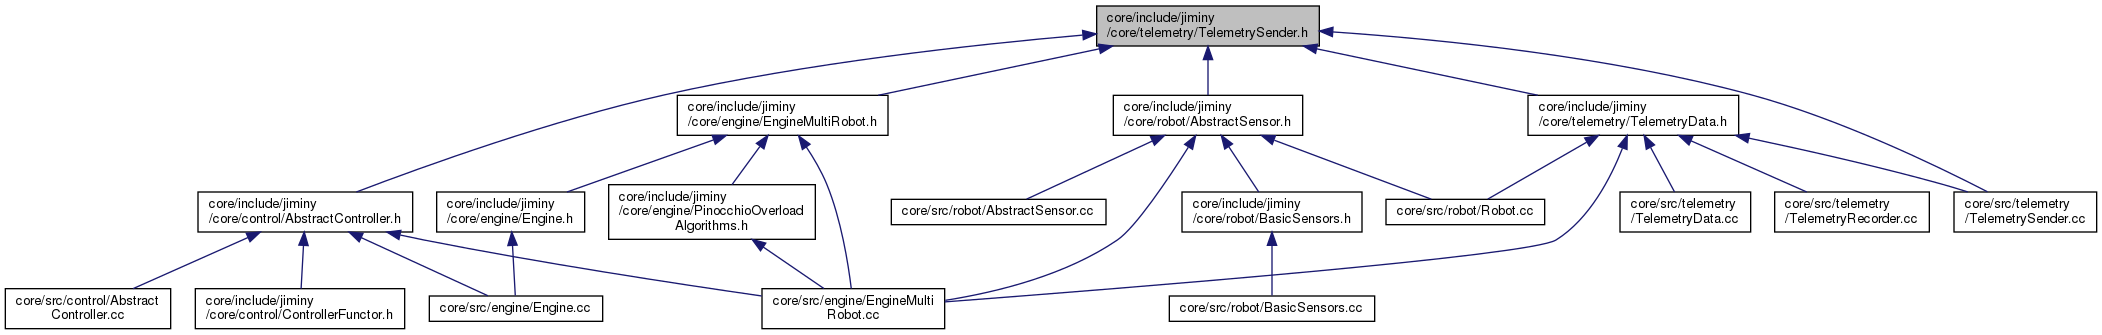 core/include/jiminy
/core/telemetry/TelemetrySender.h
core/include/jiminy
/core/engine/EngineMultiRobot.h
core/include/jiminy
/core/robot/AbstractSensor.h
core/include/jiminy
/core/telemetry/TelemetryData.h
core/include/jiminy
/core/control/AbstractController.h
core/include/jiminy
/core/engine/Engine.h
core/include/jiminy
/core/engine/PinocchioOverload
Algorithms.h
core/src/robot/AbstractSensor.cc
core/include/jiminy
/core/robot/BasicSensors.h
core/src/robot/Robot.cc
core/src/telemetry
/TelemetryData.cc
core/src/telemetry
/TelemetryRecorder.cc
core/src/telemetry
/TelemetrySender.cc
core/src/control/Abstract
Controller.cc
core/include/jiminy
/core/control/ControllerFunctor.h
core/src/engine/Engine.cc
core/src/engine/EngineMulti
Robot.cc
core/src/robot/BasicSensors.cc